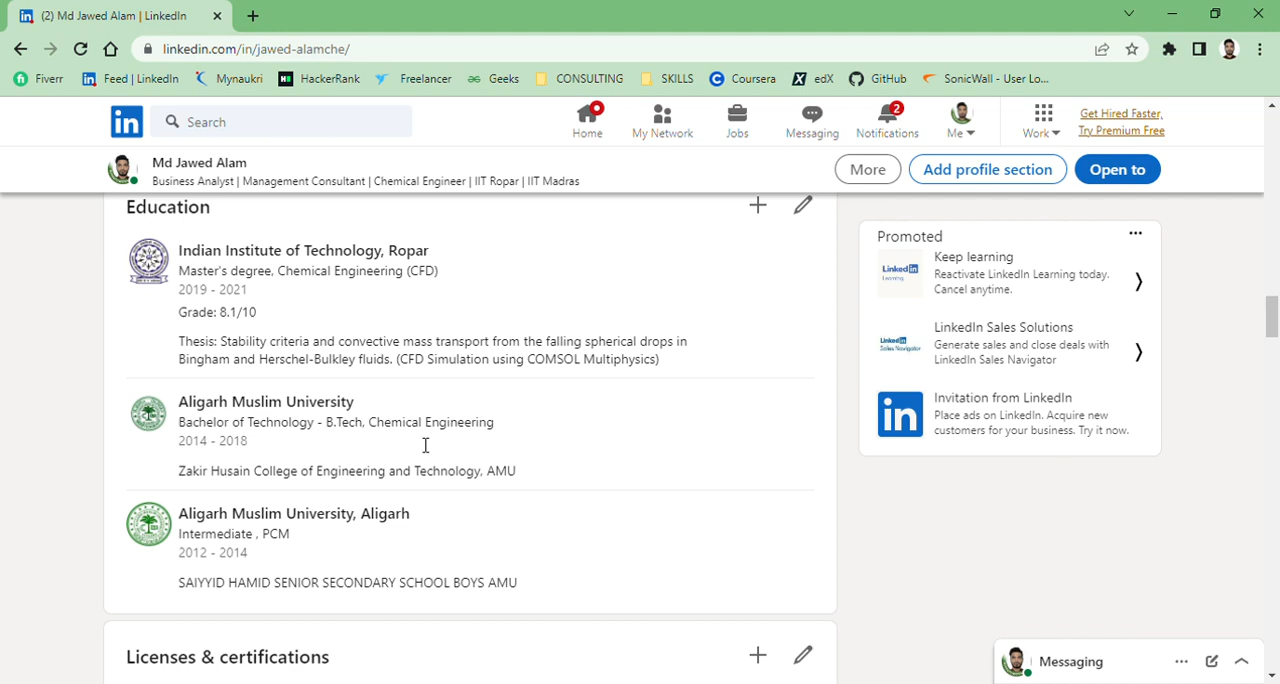 (2) Md Jawed Alam | LinkedIn
linkedin.com/in/jawed-alamche/
Fiverr
Feed | LinkedIn
Mynaukri
HackerRank
Freelancer
Geeks
CONSULTING
SKILLS
Coursera
edX
GitHub
SonicWall - User Lo...
in
Search
Home
My Network
Jobs
Messaging
2
Notifications
Me
Work
Get Hired Faster,
Try Premium Free
Md Jawed Alam
Business Analyst | Management Consultant | Chemical Engineer | IIT Ropar | IIT Madras
More
Add profile section
Open to
Education
Indian Institute of Technology, Ropar
Master's degree, Chemical Engineering (CFD)
2019 - 2021
Grade: 8.1/10
Thesis: Stability criteria and convective mass transport from the falling spherical drops in
Bingham and Herschel-Bulkley fluids. (CFD Simulation using COMSOL Multiphysics)
Aligarh Muslim University
Bachelor of Technology - B.Tech, Chemical Engineering
2014 - 2018
Zakir Husain College of Engineering and Technology, AMU
Aligarh Muslim University, Aligarh
Intermediate , PCM
2012 - 2014
SAIYYID HAMID SENIOR SECONDARY SCHOOL BOYS AMU
Licenses & certifications
Promoted
Keep learning
Reactivate LinkedIn Learning today.
Cancel anytime.
LinkedIn Sales Solutions
Generate sales and close deals with
LinkedIn Sales Navigator
Invitation from LinkedIn
Place ads on LinkedIn. Acquire new
customers for your business. Try it now.
in
Messaging